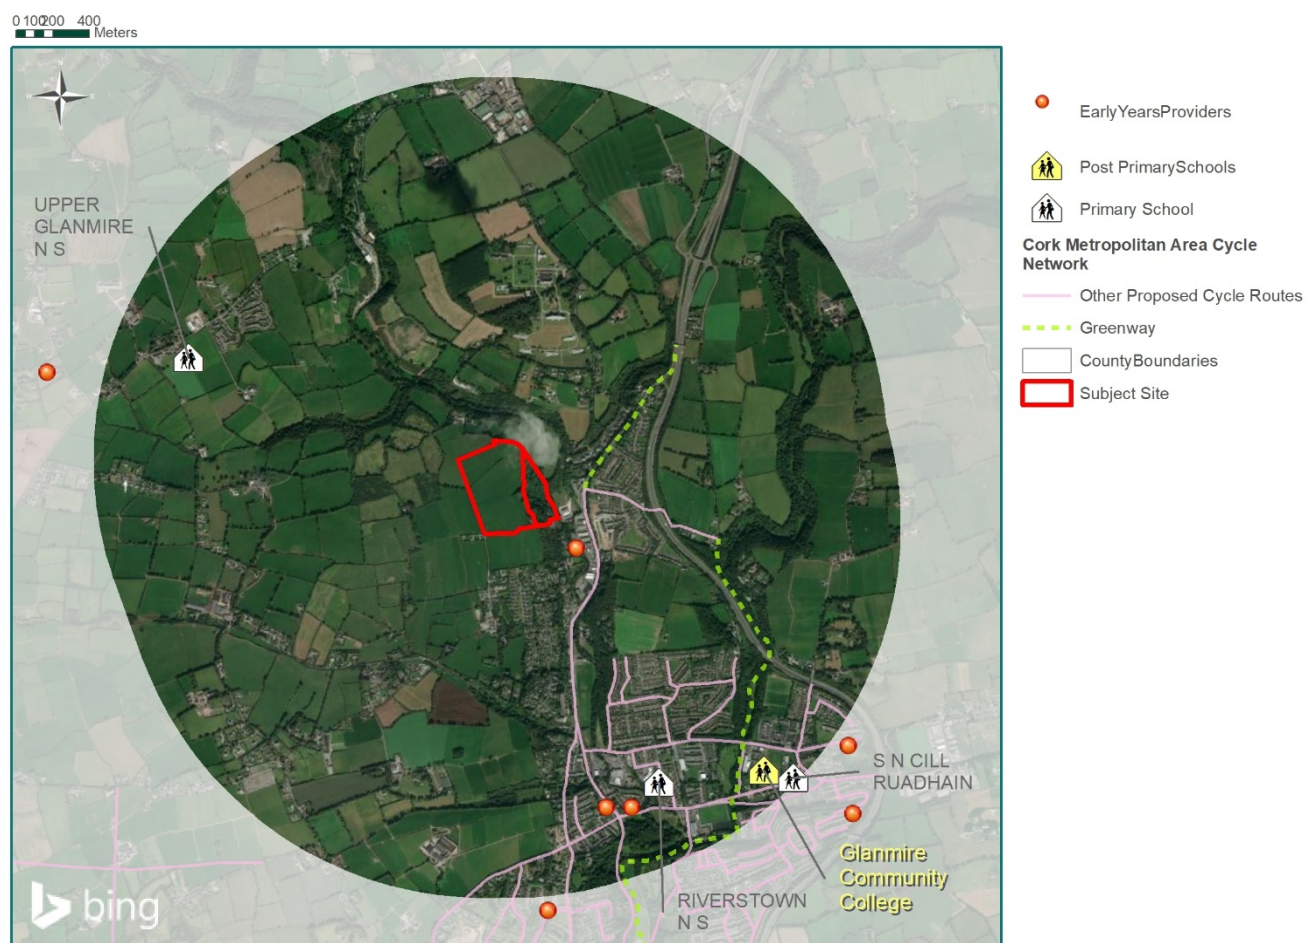 0 100200 400
Meters
UPPER
GLANMIRE
N S
S N CILL
RUADHAIN
Glanmire
Community
College
RIVERSTOWN
N S
bing
EarlyYearsProviders
Post PrimarySchools
Primary School
Cork Metropolitan Area Cycle
Network
Other Proposed Cycle Routes
Greenway
CountyBoundaries
Subject Site